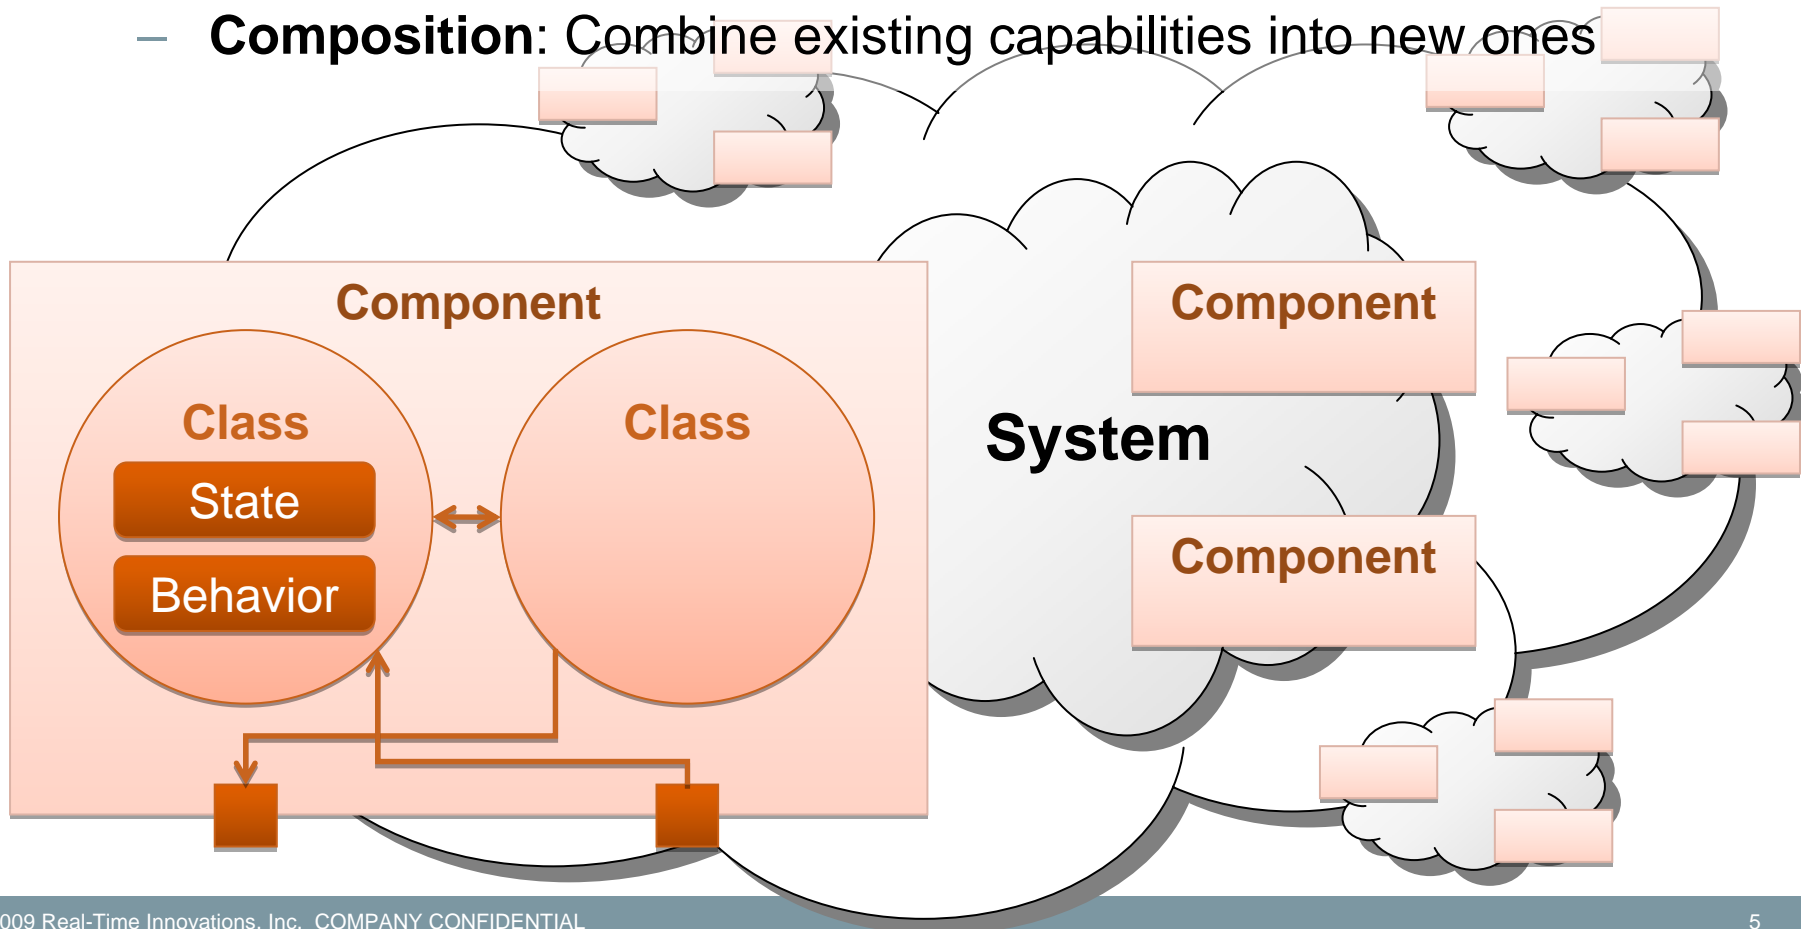 – Composition: Combine existing capabilities into new ones
Component
Component
Class
Class
System
State
Behavior
Component
009 Real-Time Innovations, Inc. COMPANY CONFIDENTIAL
5